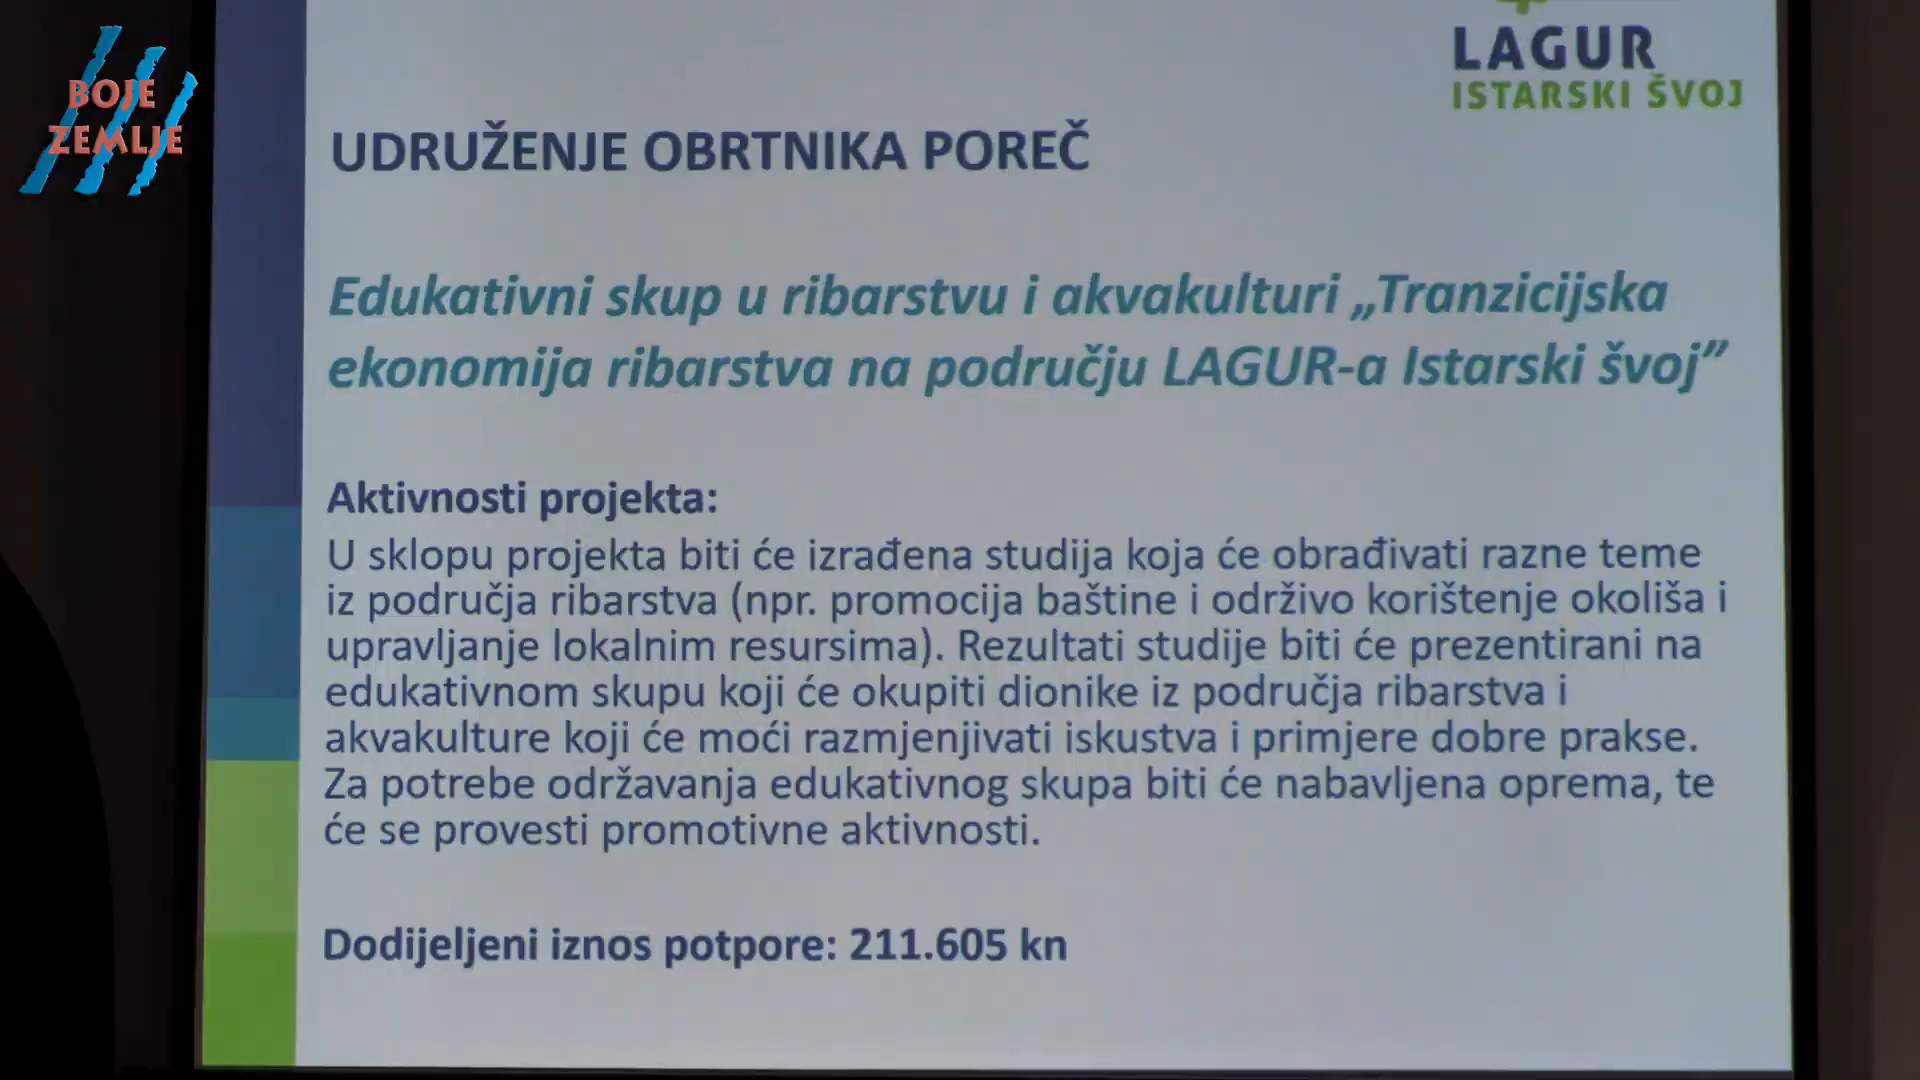 BOJE
ZEMLJE
LAGUR
ISTARSKI ŠVOJ
UDRUŽENJE OBRTNIKA POREČ
Edukativni skup u ribarstvu i akvakulturi „Tranzicijska
ekonomija ribarstva na području LAGUR-a Istarski švoj”
Aktivnosti projekta:
U sklopu projekta biti će izrađena studija koja će obrađivati razne teme
iz područja ribarstva (npr. promocija baštine i održivo korištenje okoliša i
upravljanje lokalnim resursima). Rezultati studije biti će prezentirani na
edukativnom skupu koji će okupiti dionike iz područja ribarstva i
akvakulture koji će moći razmjenjivati iskustva i primjere dobre prakse.
Za potrebe održavanja edukativnog skupa biti će nabavljena oprema, te
će se provesti promotivne aktivnosti.
Dodijeljeni iznos potpore: 211.605 kn